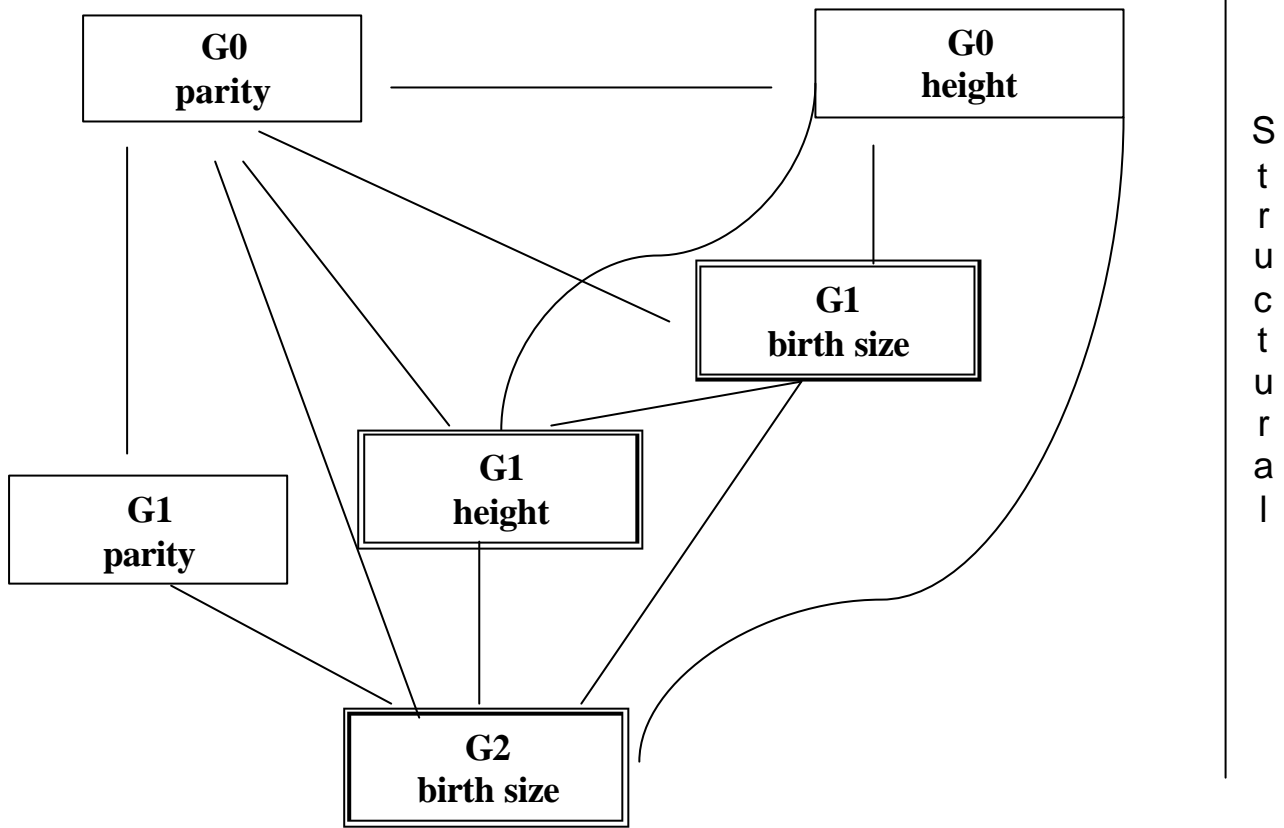 G0
parity
G0
height
G1
birth size
G1
height
G1
parity
G2
birth size
S
t
r
u
c
t
u
r
a
l